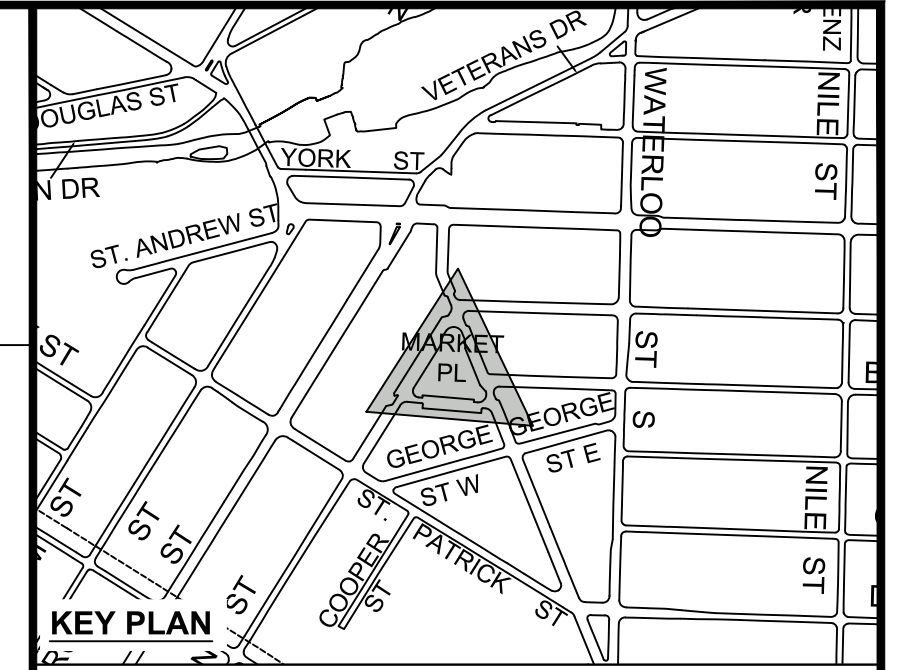 VETERANS DR
WATERLOO
ST
S
NILE
ST
DOUGLAS ST
YORK ST
N DR
ST. ANDREW ST
MARKET
PL
GEORGE
ST W
GEORGE
ST E
ST
ST
ST
ST
ST
ST.
PATRICK
ST
COOPER
ST
NILE
ST
KEY PLAN